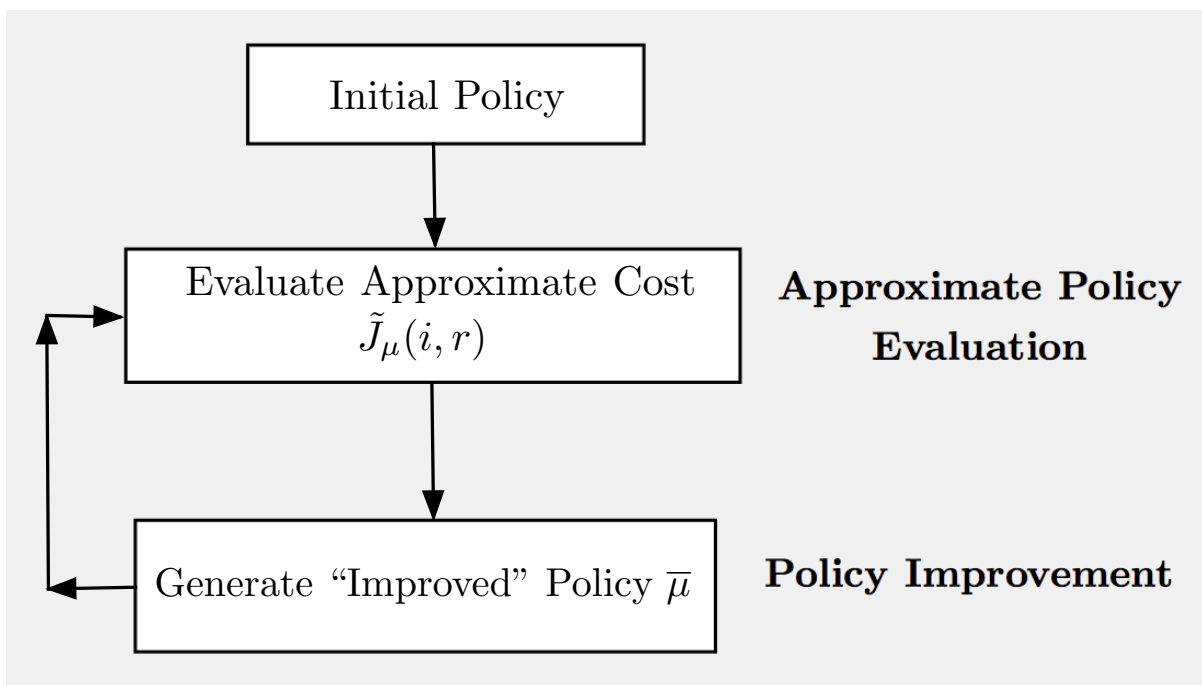 Initial Policy
Evaluate Approximate Cost
J̃μ(i, r)
Approximate Policy
Evaluation
Generate “Improved” Policy μ̅
Policy Improvement